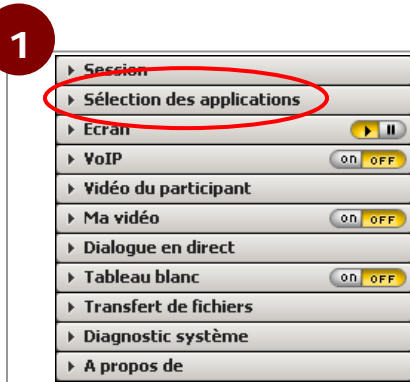 1
Session
Sélection des applications
Ecran
VoIP on OFF
Vidéo du participant
Ma vidéo on OFF
Dialogue en direct
Tableau blanc on OFF
Transfert de fichiers
Diagnostic système
A propos de